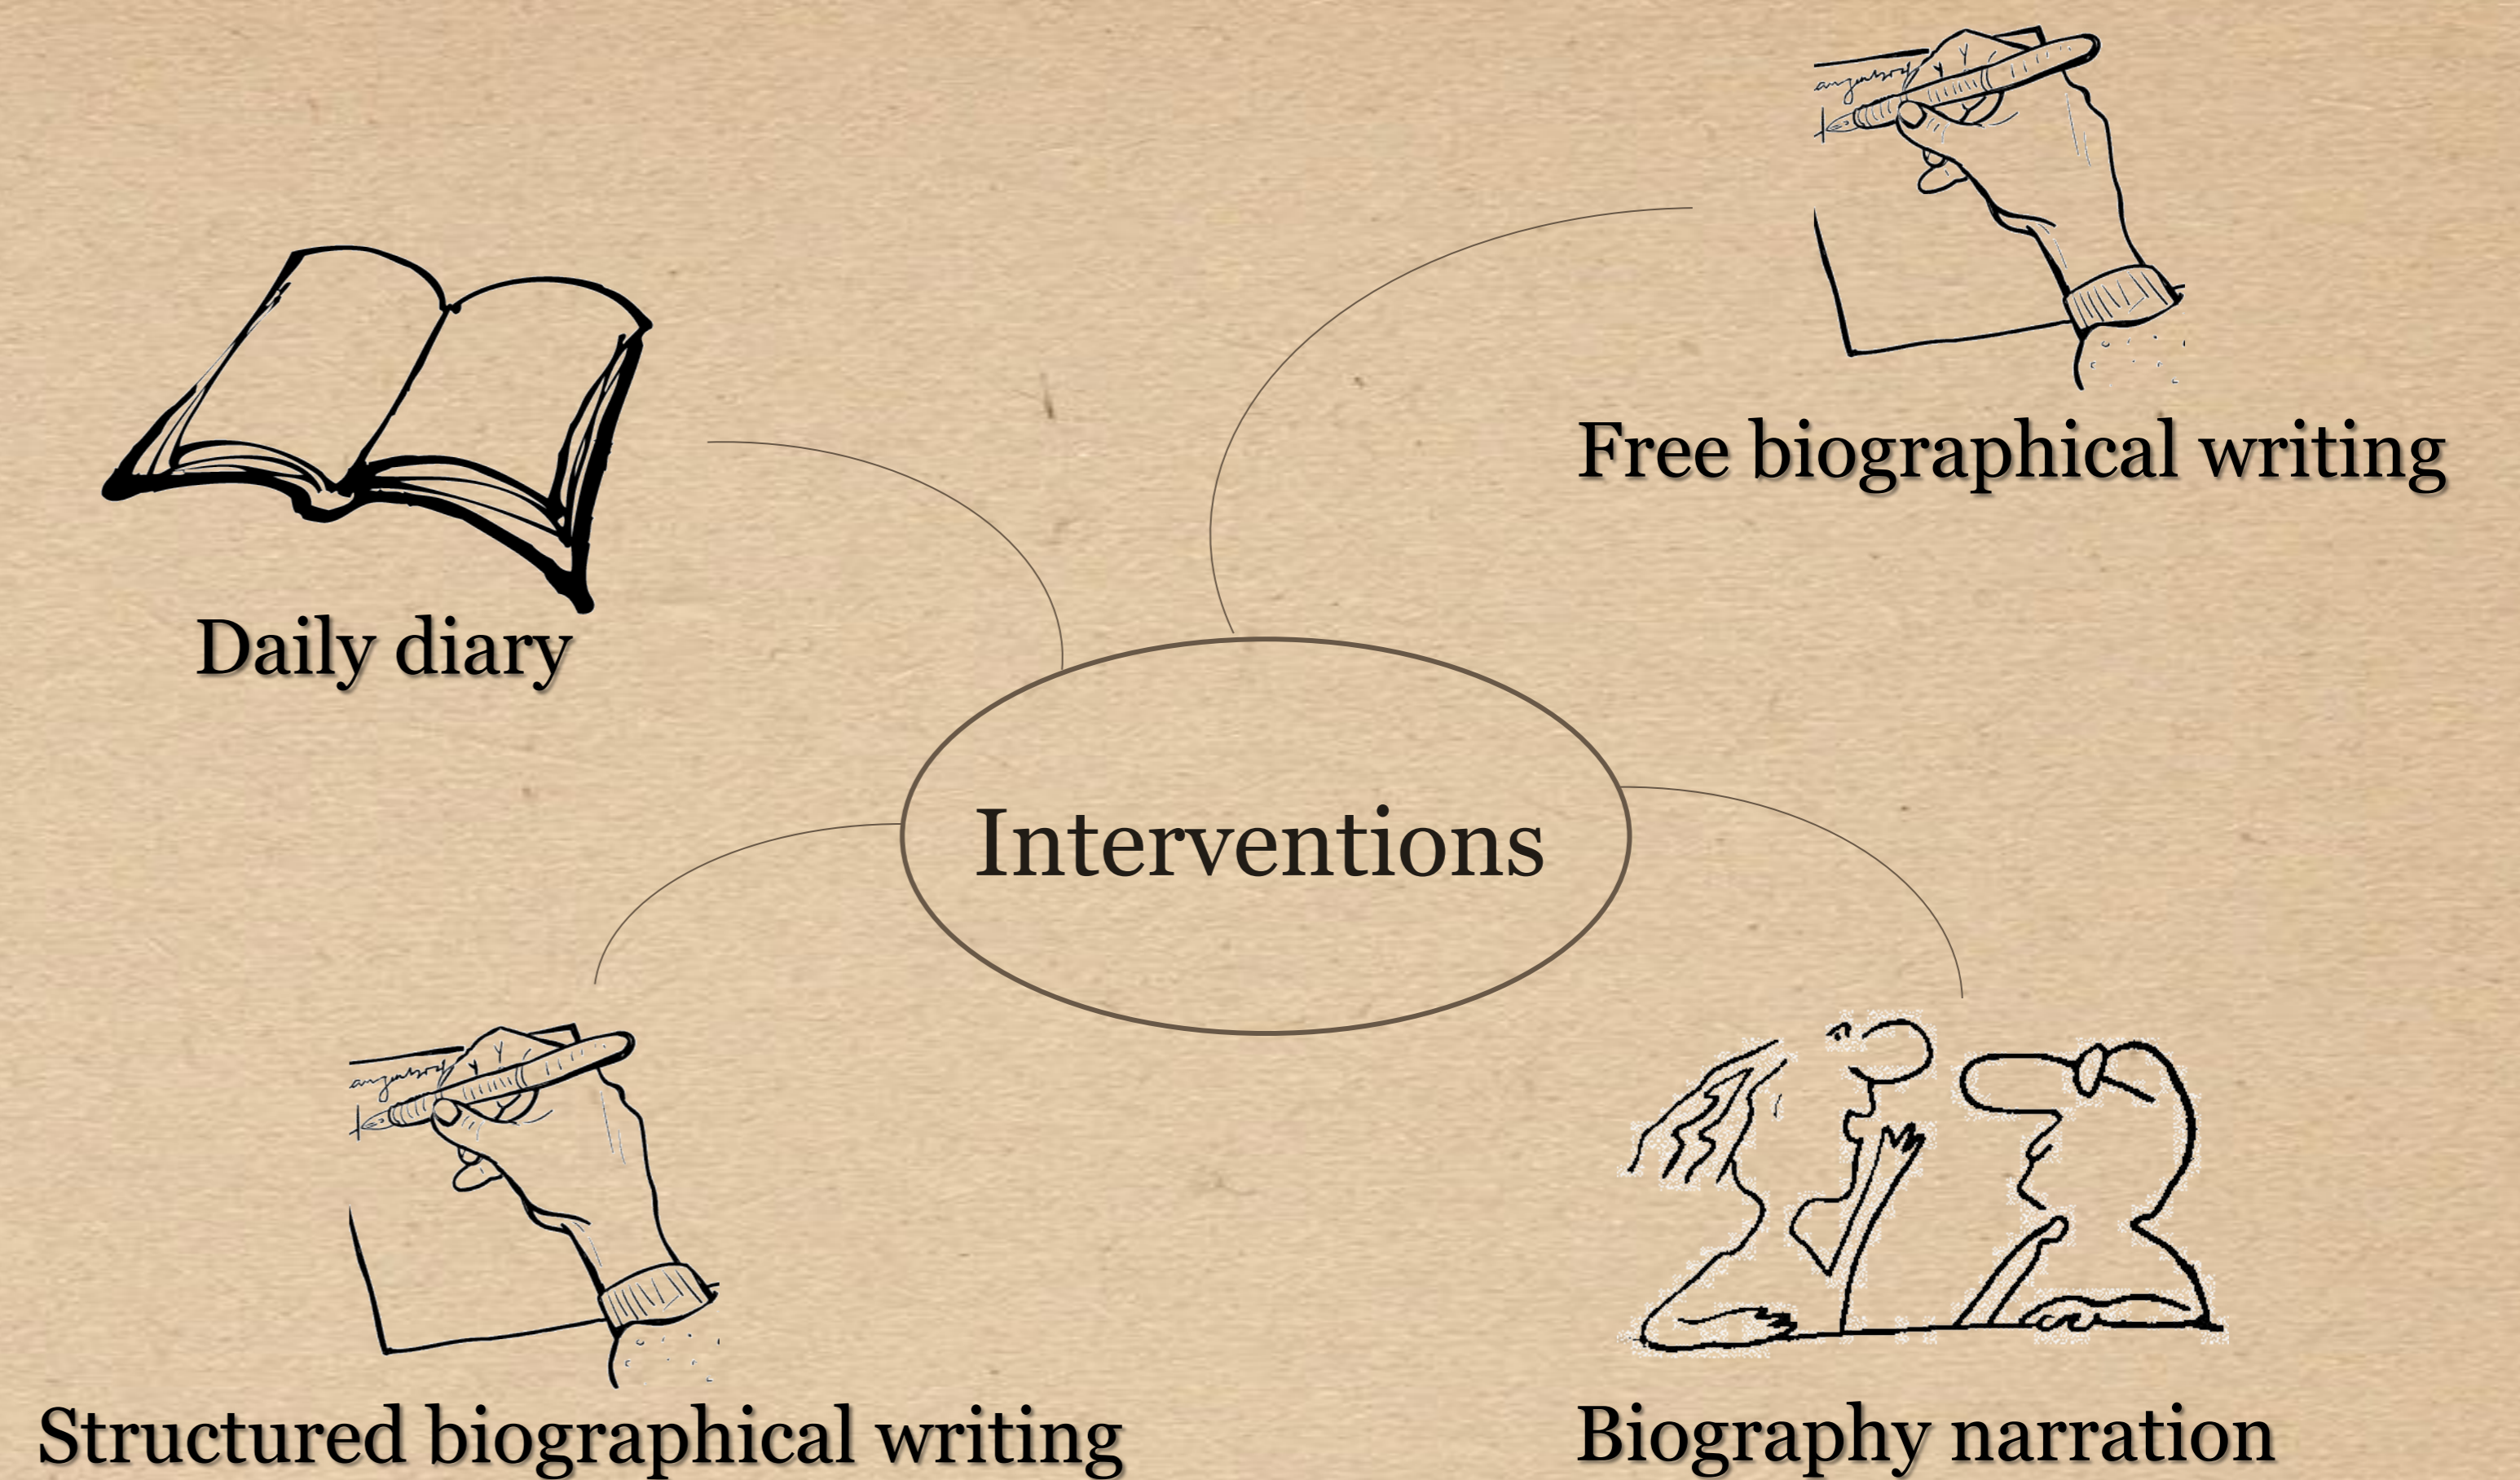 Free biographical writing
Daily diary
Interventions
Structured biographical writing
Biography narration